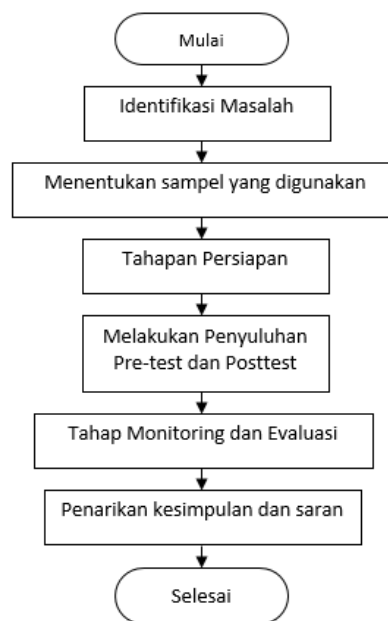 Mulai
Identifikasi Masalah
Menentukan sampel yang digunakan
Tahapan Persiapan
Melakukan Penyuluhan
Pre-test dan Posttest
Tahap Monitoring dan Evaluasi
Penarikan kesimpulan dan saran
Selesai